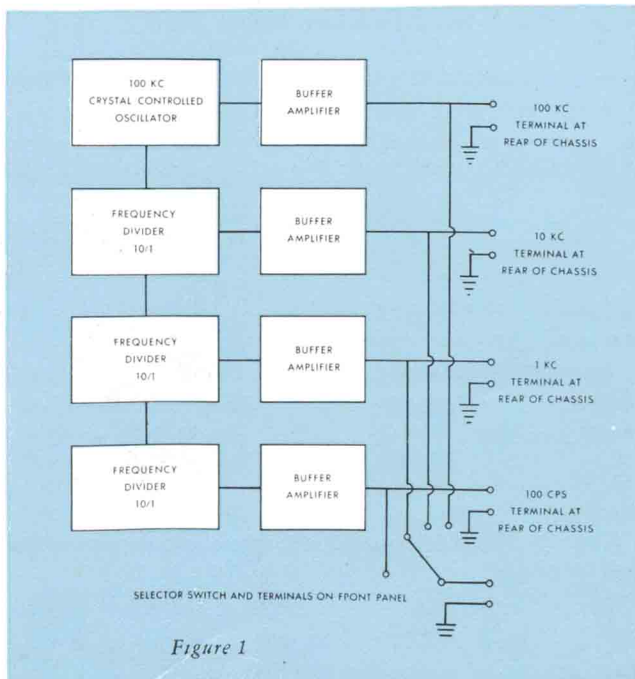 100 KC
CRYSTAL CONTROLLED
OSCILLATOR
BUFFER
AMPLIFIER
100 KC
TERMINAL AT
REAR OF CHASSIS
FREQUENCY
DIVIDER
10/1
BUFFER
AMPLIFIER
10 KC
TERMINAL AT
REAR OF CHASSIS
FREQUENCY
DIVIDER
10/1
BUFFER
AMPLIFIER
1 KC
TERMINAL AT
REAR OF CHASSIS
FREQUENCY
DIVIDER
10/1
BUFFER
AMPLIFIER
100 CPS
TERMINAL AT
REAR OF CHASSIS
SELECTOR SWITCH AND TERMINALS ON FRONT PANEL
Figure 1